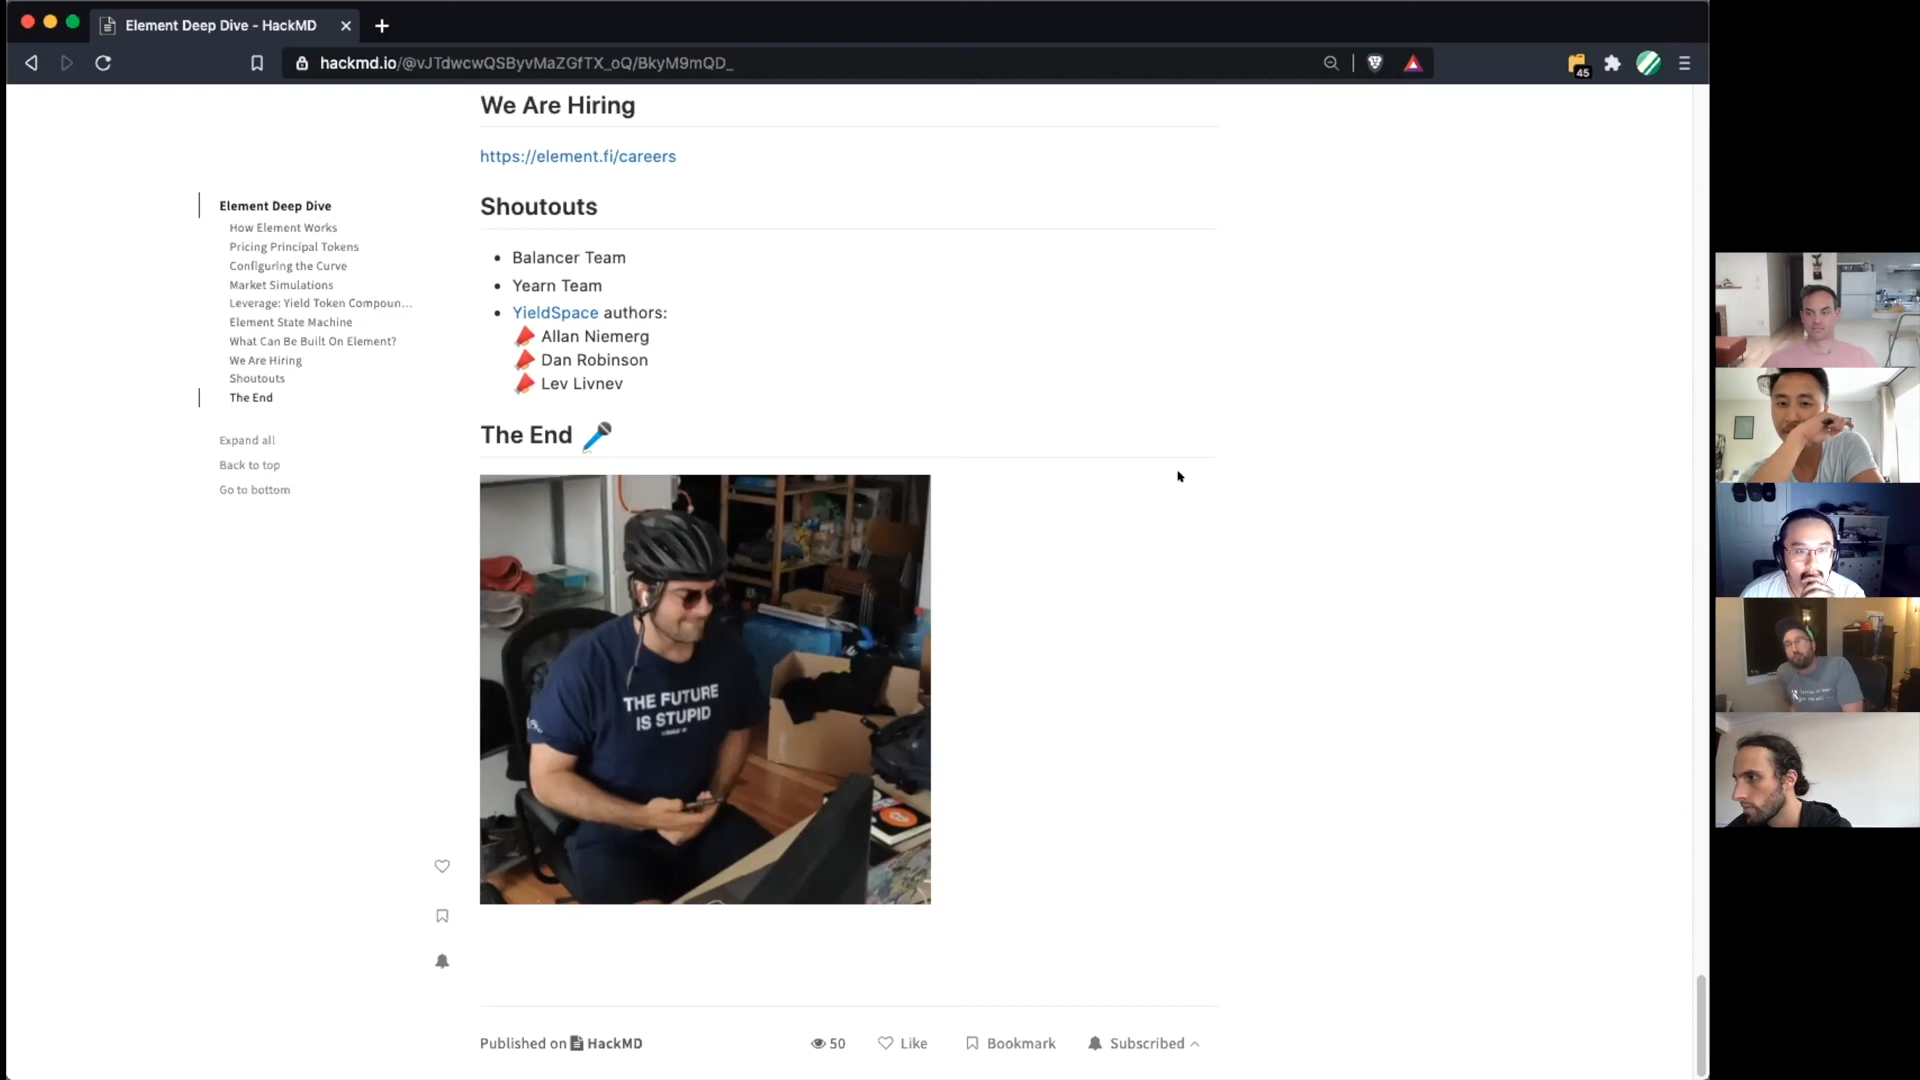 Element Deep Dive - HackMD
hackmd.io/@vJTdwcwQSByvMaZGfTX_oQ/BkyM9mQD_
45
We Are Hiring
https://element.fi/careers
Shoutouts
Balancer Team
Yearn Team
YieldSpace authors:
Allan Niemerg
Dan Robinson
Lev Livnev
The End
Element Deep Dive
How Element Works
Pricing Principal Tokens
Configuring the Curve
Market Simulations
Leverage: Yield Token Compoun...
Element State Machine
What Can Be Built On Element?
We Are Hiring
Shoutouts
The End
Expand all
Back to top
Go to bottom
THE FUTURE
IS STUPID
Published on HackMD
50
Like
Bookmark
Subscribed